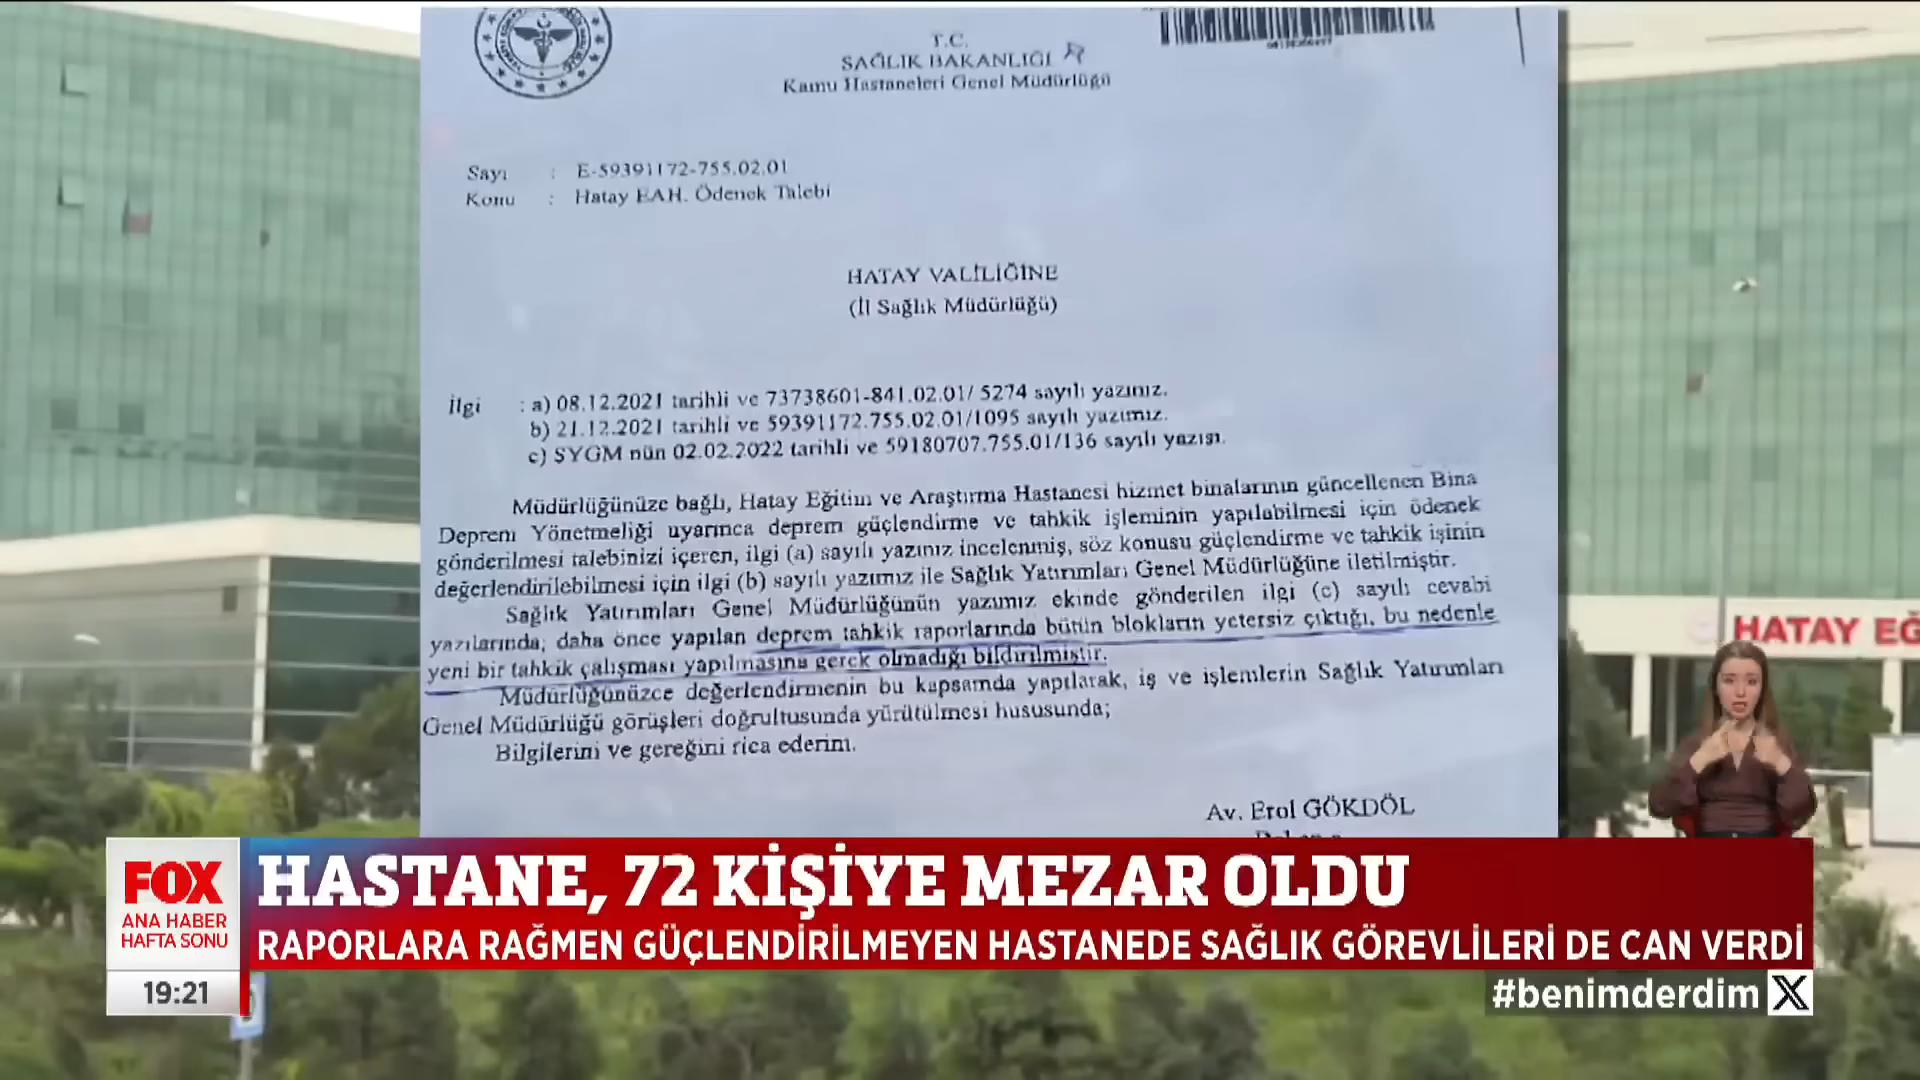 T.C.
SAĞLIK BAKANLIĞI
Kamu Hastaneleri Genel Müdürlüğü
Sayı : E-59391172-755.02.01
Konu : Hatay EAH. Ödenek Talebi
HATAY VALİLİĞİNE
(İl Sağlık Müdürlüğü)
İlgi : a) 08.12.2021 tarihli ve 73738601-841.02.01/ 5274 sayılı yazınız.
b) 21.12.2021 tarihli ve 59391172.755.02.01/1095 sayılı yazımız.
c) SYGM nün 02.02.2022 tarihli ve 59180707.755.01/136 sayılı yazısı.
Müdürlüğünüze bağlı, Hatay Eğitim ve Araştırma Hastanesi hizmet binalarının güncellenen Bina
Deprem Yönetmeliği uyarınca deprem güçlendirme ve tahkik işleminin yapılabilmesi için ödenek
gönderilmesi talebinizi içeren, ilgi (a) sayılı yazınız incelenmiş, söz konusu güçlendirme ve tahkik işinin
değerlendirilebilmesi için ilgi (b) sayılı yazımız ile Sağlık Yatırımları Genel Müdürlüğüne iletilmiştir.
Sağlık Yatırımları Genel Müdürlüğünün yazımız ekinde gönderilen ilgi (c) sayılı cevabi
yazılarında; daha önce yapılan deprem tahkik raporlarında bütün blokların yetersiz çıktığı, bu nedenle
yeni bir tahkik çalışması yapılmasına gerek olmadığı bildirilmiştir.
Müdürlüğünüzce değerlendirmenin bu kapsamda yapılarak, iş ve işlemlerin Sağlık Yatırımları
Genel Müdürlüğü görüşleri doğrultusunda yürütülmesi hususunda;
Bilgilerini ve gereğini rica ederim.
Av. Erol GÖKDÖL
HATAY EĞ
FOX
ANA HABER
HAFTA SONU
19:21
HASTANE, 72 KİŞİYE MEZAR OLDU
RAPORLARA RAĞMEN GÜÇLENDİRİLMEYEN HASTANEDE SAĞLIK GÖREVLİLERİ DE CAN VERDİ
#benimderdim X